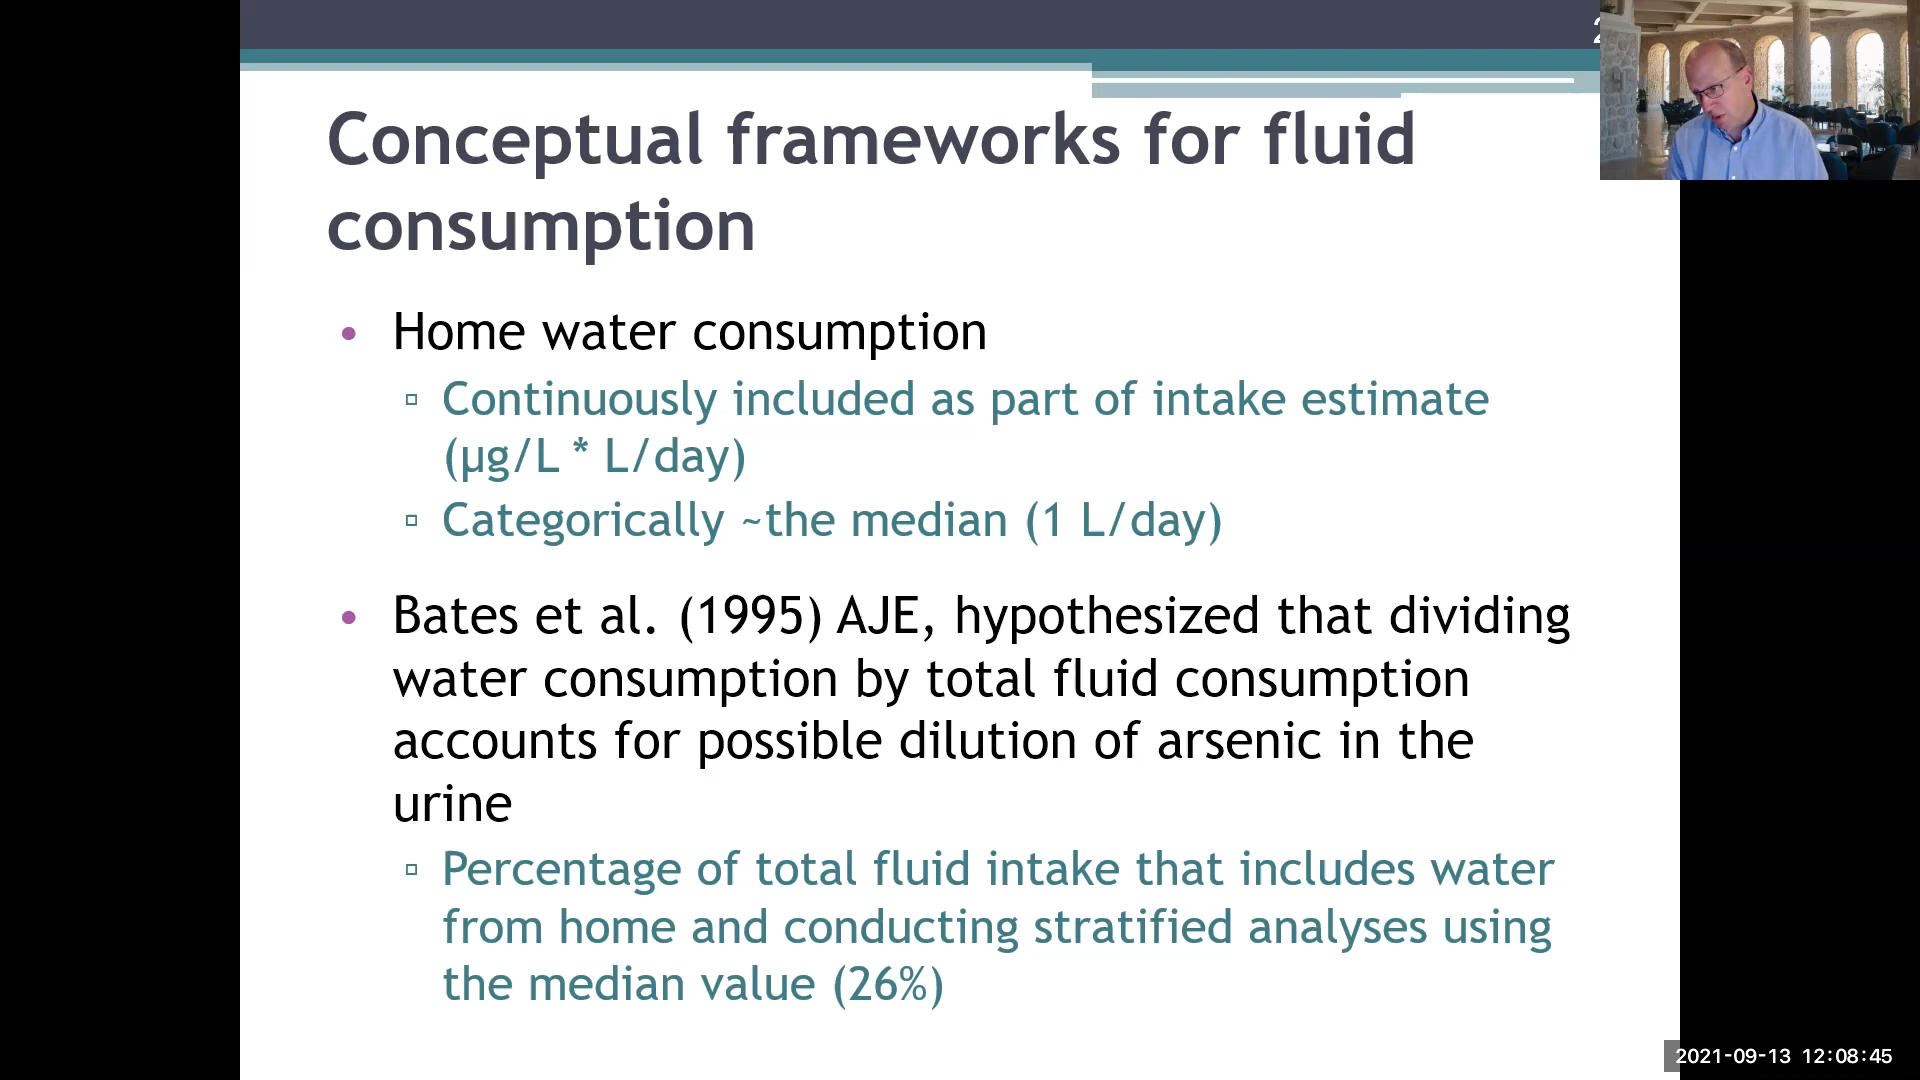 Conceptual frameworks for fluid
consumption
• Home water consumption
▫ Continuously included as part of intake estimate
(µg/L * L/day)
▫ Categorically ~the median (1 L/day)
• Bates et al. (1995) AJE, hypothesized that dividing
water consumption by total fluid consumption
accounts for possible dilution of arsenic in the
urine
▫ Percentage of total fluid intake that includes water
from home and conducting stratified analyses using
the median value (26%)
2021-09-13 12:08:45